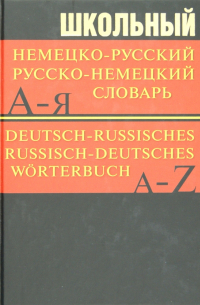 ШКОЛЬНЫЙ
НЕМЕЦКО-РУССКИЙ
РУССКО-НЕМЕЦКИЙ
А-Я СЛОВАРЬ
DEUTSCH-RUSSISCHES
RUSSISCH-DEUTSCHES
WÖRTERBUCH A-Z